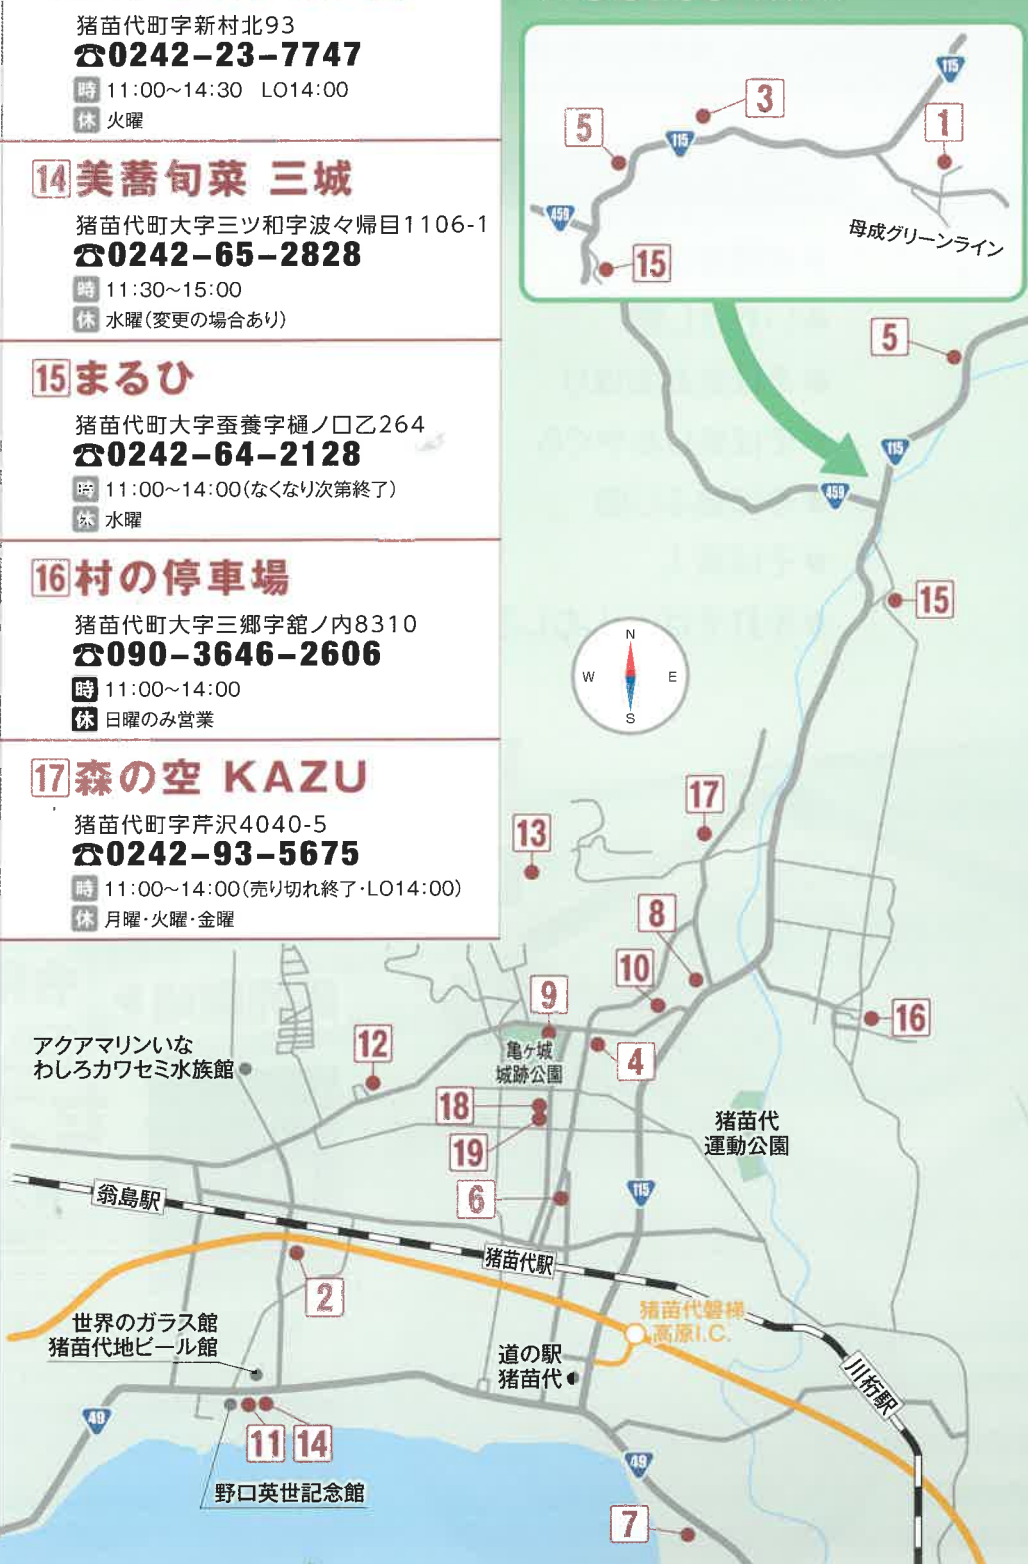 猪苗代町字新村北93
☎0242-23-7747
時 11:00~14:30 LO14:00
休 火曜
14 美蕎旬菜 三城
猪苗代町大字三ツ和字波々帰目1106-1
☎0242-65-2828
時 11:30~15:00
休 水曜(変更の場合あり)
15 まるひ
猪苗代町大字蚕養字樋ノ口乙264
☎0242-64-2128
時 11:00~14:00(なくなり次第終了)
休 水曜
16 村の停車場
猪苗代町大字三郷字舘ノ内8310
☎090-3646-2606
時 11:00~14:00
休 日曜のみ営業
17 森の空 KAZU
猪苗代町字芹沢4040-5
☎0242-93-5675
時 11:00~14:00(売り切れ終了・LO14:00)
休 月曜・火曜・金曜
115
3
5
115
1
459
母成グリーンライン
15
5
115
459
15
N
W
E
S
17
13
8
10
9
16
12
亀ヶ城
城跡公園
4
アクアマリンいな
わしろカワセミ水族館
18
19
猪苗代
運動公園
6
115
翁島駅
猪苗代駅
2
猪苗代磐梯
高原I.C.
世界のガラス館
猪苗代地ビール館
道の駅
猪苗代
川桁駅
49
11
14
49
野口英世記念館
7